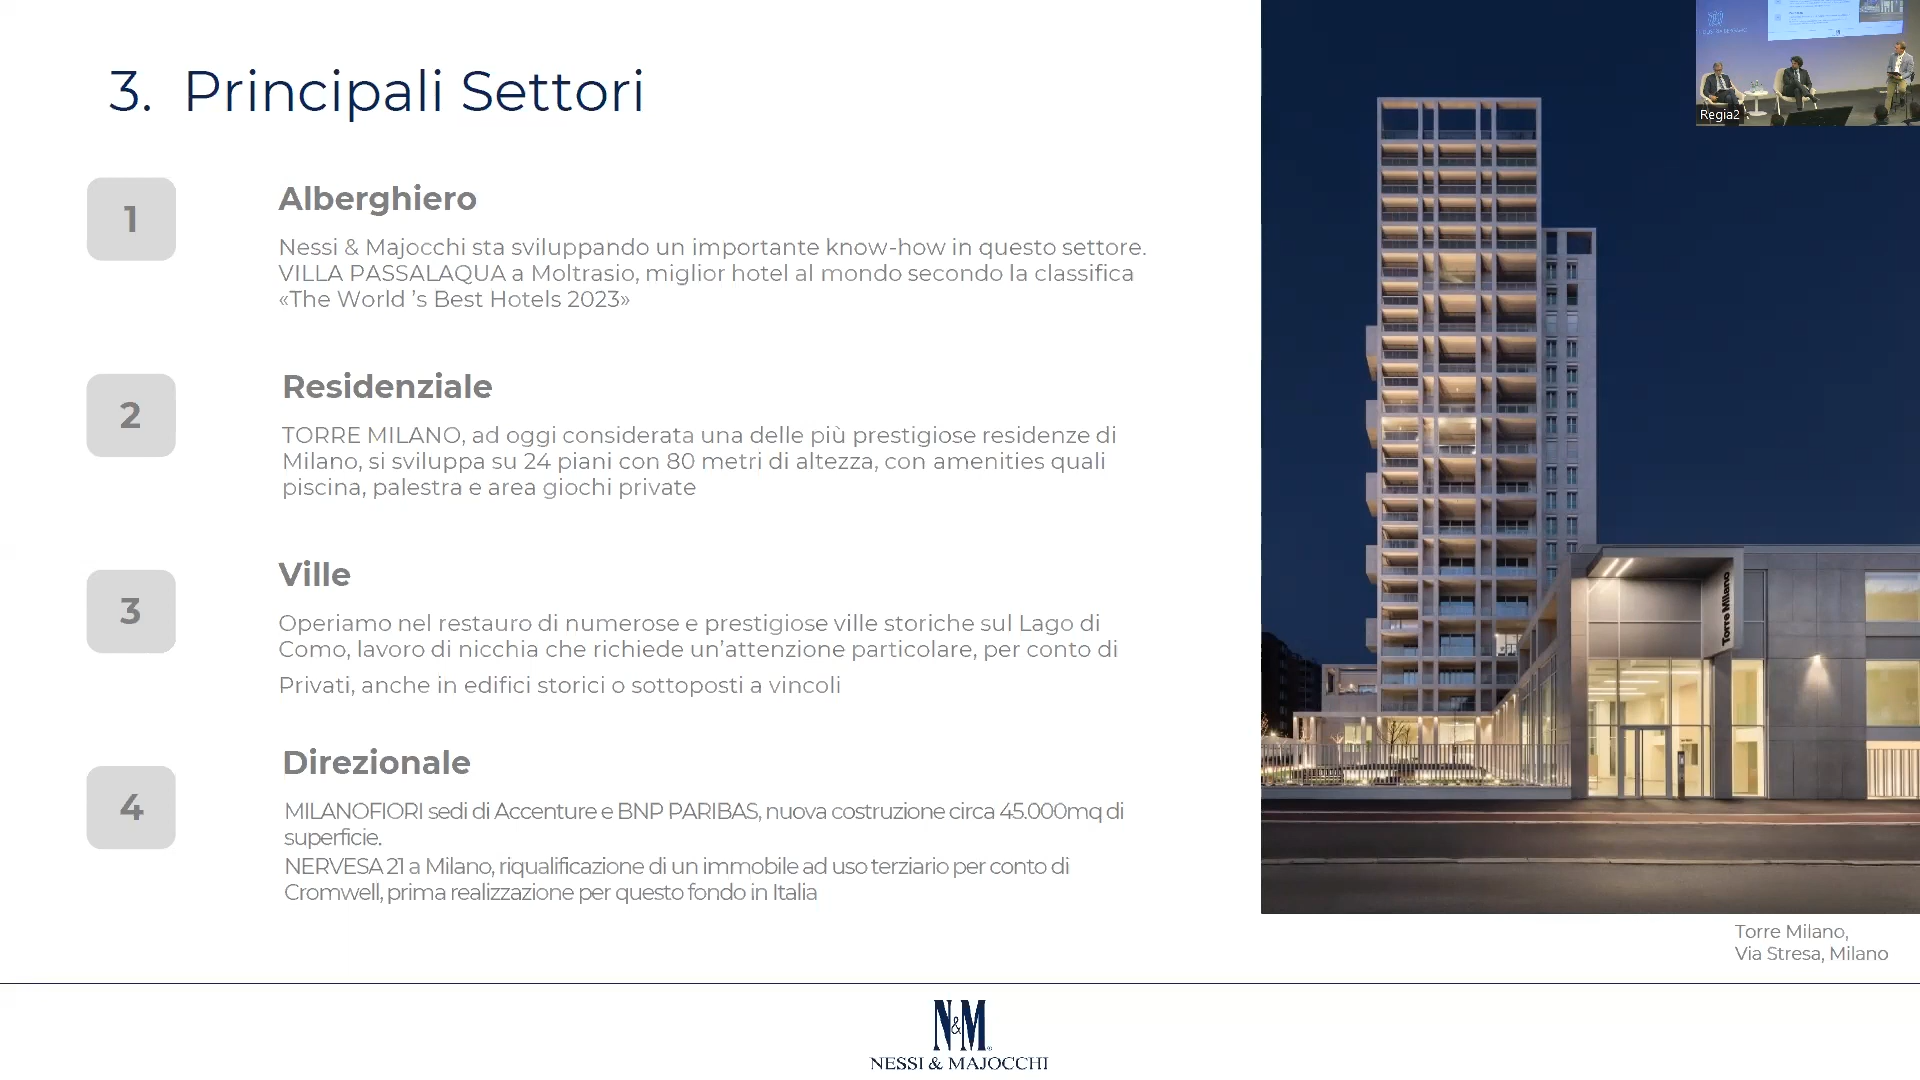 3. Principali Settori
1
Alberghiero
Nessi & Majocchi sta sviluppando un importante know-how in questo settore.
VILLA PASSALAQUA a Moltrasio, miglior hotel al mondo secondo la classifica
«The World 's Best Hotels 2023»
2
Residenziale
TORRE MILANO, ad oggi considerata una delle più prestigiose residenze di
Milano, si sviluppa su 24 piani con 80 metri di altezza, con amenities quali
piscina, palestra e area giochi private
3
Ville
Operiamo nel restauro di numerose e prestigiose ville storiche sul Lago di
Como, lavoro di nicchia che richiede un’attenzione particolare, per conto di
Privati, anche in edifici storici o sottoposti a vincoli
4
Direzionale
MILANOFIORI sedi di Accenture e BNP PARIBAS, nuova costruzione circa 45.000mq di
superficie.
NERVESA 21 a Milano, riqualificazione di un immobile ad uso terziario per conto di
Cromwell, prima realizzazione per questo fondo in Italia
Regia2
Torre Milano
Torre Milano,
Via Stresa, Milano
N&M
NESSI & MAJOCCHI